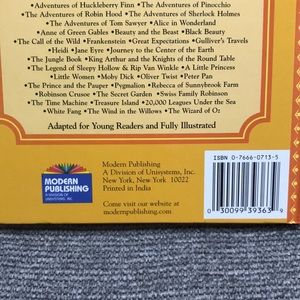 •Adventures of Huckleberry Finn •The Adventures of Pinocchio
•The Adventures of Robin Hood •The Adventures of Sherlock Holmes
•The Adventures of Tom Sawyer •Alice in Wonderland
•Anne of Green Gables •Beauty and the Beast •Black Beauty
•The Call of the Wild •Frankenstein •Great Expectations •Gulliver's Travels
•Heidi •Jane Eyre •Journey to the Center of the Earth
•The Jungle Book •King Arthur and the Knights of the Round Table
•The Legend of Sleepy Hollow & Rip Van Winkle •A Little Princess
•Little Women •Moby Dick •Oliver Twist •Peter Pan
•The Prince and the Pauper •Pygmalion •Rebecca of Sunnybrook Farm
•Robinson Crusoe •The Secret Garden •Swiss Family Robinson
•The Time Machine •Treasure Island •20,000 Leagues Under the Sea
•White Fang •The Wind in the Willows •The Wizard of Oz
Adapted for Young Readers and Fully Illustrated
MODERN
PUBLISHING
A DIVISION OF
UNISYSTEMS, INC.
Modern Publishing
A Division of Unisystems, Inc.
New York, New York 10022
Printed in India
See our website at
modernpublishing.com
ISBN 0-7666-0713-5
0 30099 39363 9